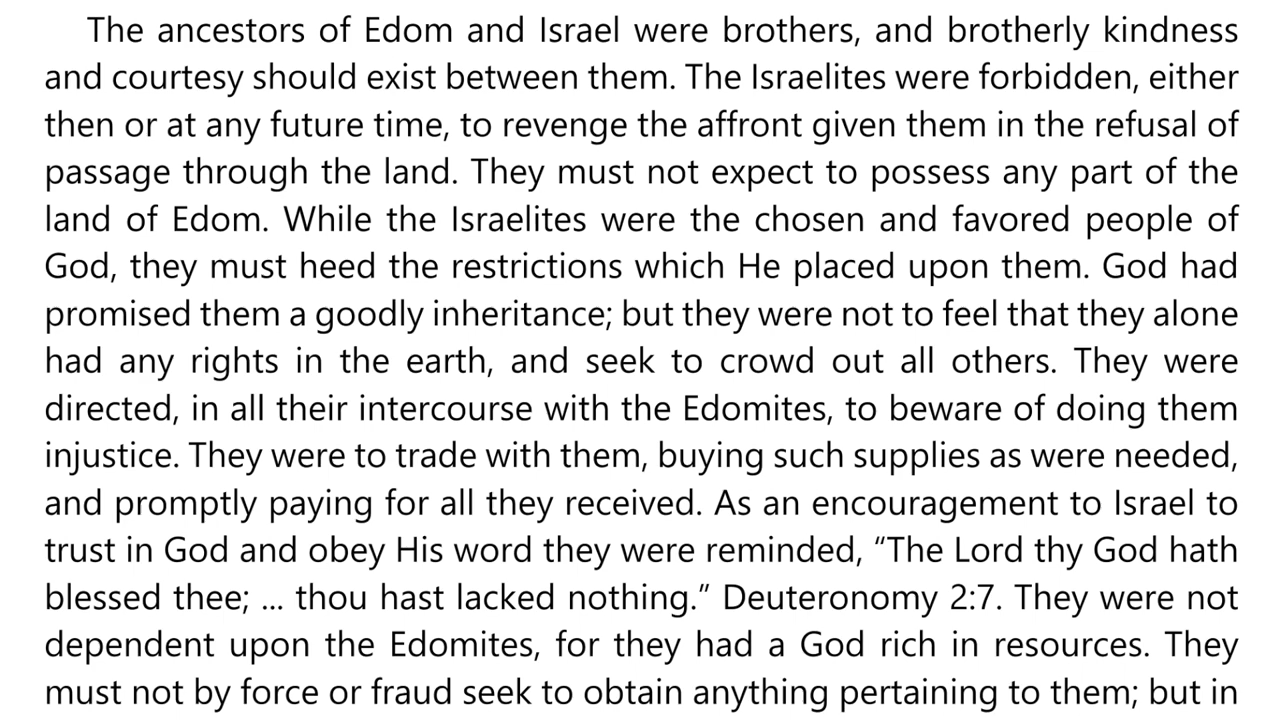 The ancestors of Edom and Israel were brothers, and brotherly kindness
and courtesy should exist between them. The Israelites were forbidden, either
then or at any future time, to revenge the affront given them in the refusal of
passage through the land. They must not expect to possess any part of the
land of Edom. While the Israelites were the chosen and favored people of
God, they must heed the restrictions which He placed upon them. God had
promised them a goodly inheritance; but they were not to feel that they alone
had any rights in the earth, and seek to crowd out all others. They were
directed, in all their intercourse with the Edomites, to beware of doing them
injustice. They were to trade with them, buying such supplies as were needed,
and promptly paying for all they received. As an encouragement to Israel to
trust in God and obey His word they were reminded, “The Lord thy God hath
blessed thee; ... thou hast lacked nothing.” Deuteronomy 2:7. They were not
dependent upon the Edomites, for they had a God rich in resources. They
must not by force or fraud seek to obtain anything pertaining to them; but in